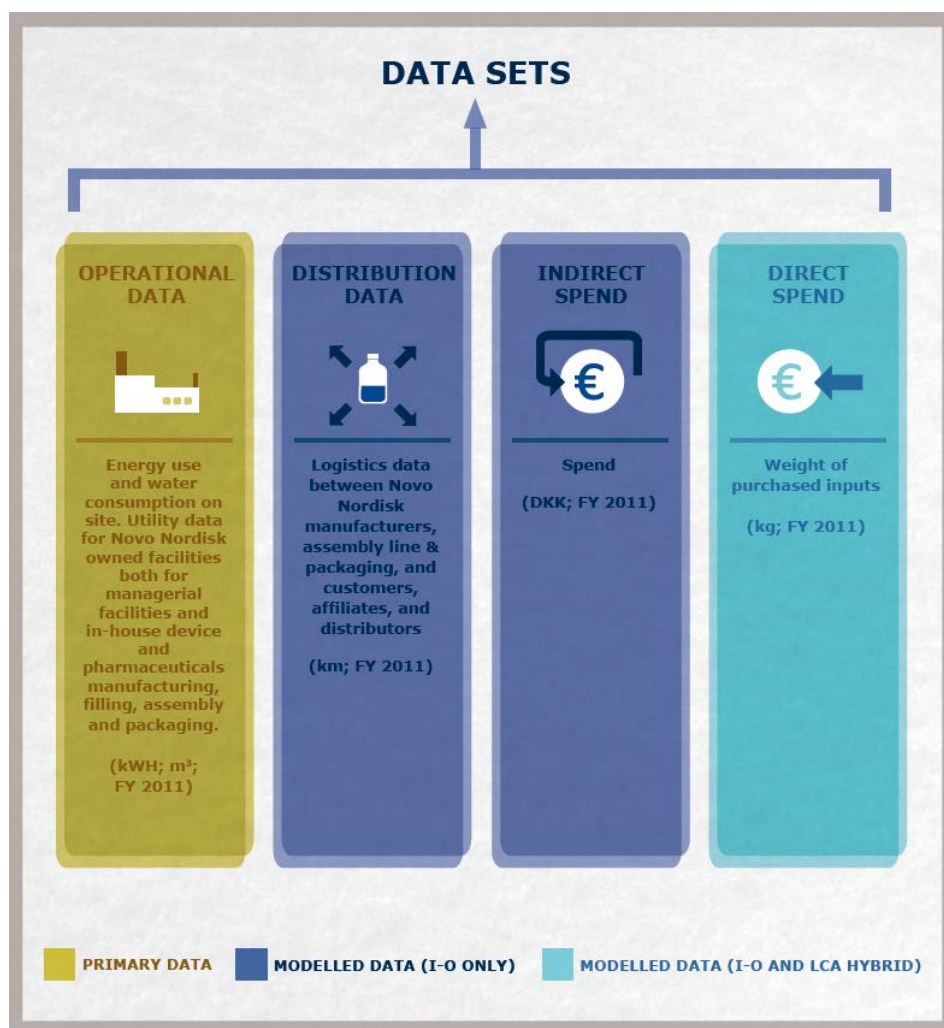 DATA SETS
OPERATIONAL
DATA
Energy use
and water
consumption on
site. Utility data
for Novo Nordisk
owned facilities
both for
managerial
facilities and
in-house device
and
pharmaceuticals
manufacturing,
filling, assembly
and packaging.
(kWH; m³;
FY 2011)
DISTRIBUTION
DATA
Logistics data
between Novo
Nordisk
manufacturers,
assembly line &
packaging, and
customers,
affiliates, and
distributors
(km; FY 2011)
INDIRECT
SPEND
€
Spend
(DKK; FY 2011)
DIRECT
SPEND
€
Weight of
purchased inputs
(kg; FY 2011)
PRIMARY DATA
MODELLED DATA (I-O ONLY)
MODELLED DATA (I-O AND LCA HYBRID)